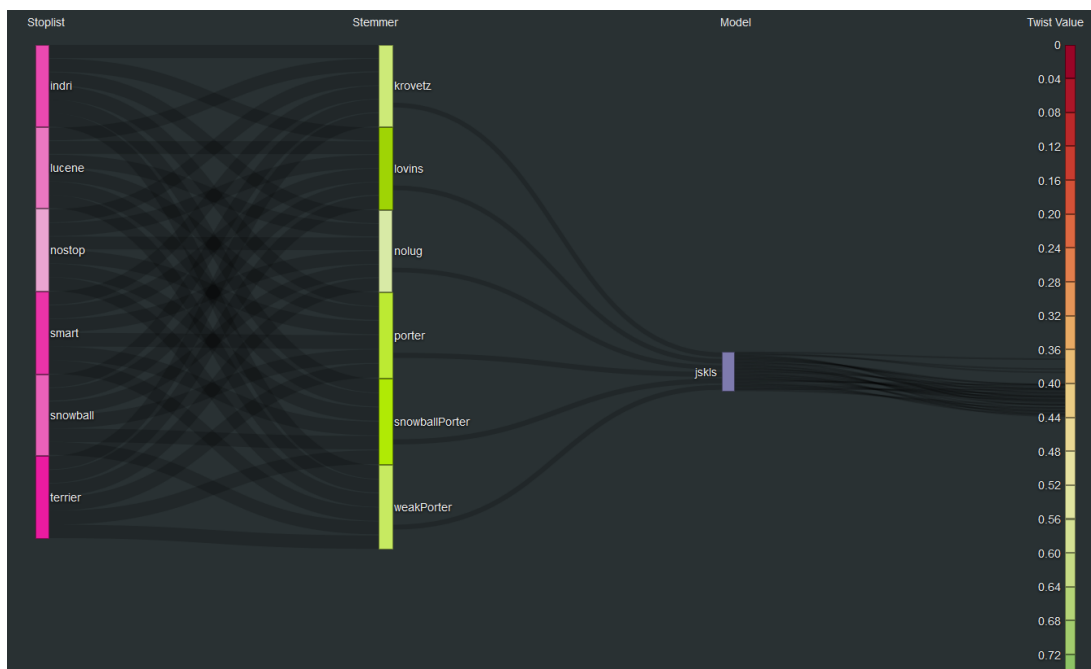 Stoplist
Stemmer
Model
Twist Value
indri
lucene
nostop
smart
snowball
terrier
krovetz
lovins
nolug
porter
snowballPorter
weakPorter
jskls
0
0.04
0.08
0.12
0.16
0.20
0.24
0.28
0.32
0.36
0.40
0.44
0.48
0.52
0.56
0.60
0.64
0.68
0.72